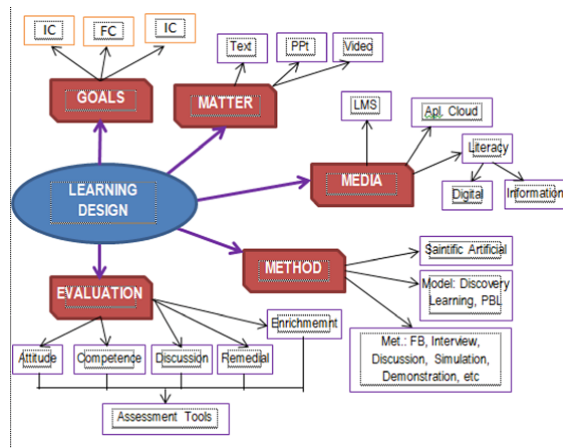 IC
FC
IC
GOALS
Text
PPt
Video
MATTER
LMS
Apl. Cloud
Literacy
Digital
Information
MEDIA
LEARNING
DESIGN
METHOD
Saintific Artificial
Model: Discovery
Learning, PBL
Met.: FB, Interview,
Discussion, Simulation,
Demonstration, etc
EVALUATION
Enrichmemnt
Attitude
Competence
Discussion
Remedial
Assessment Tools